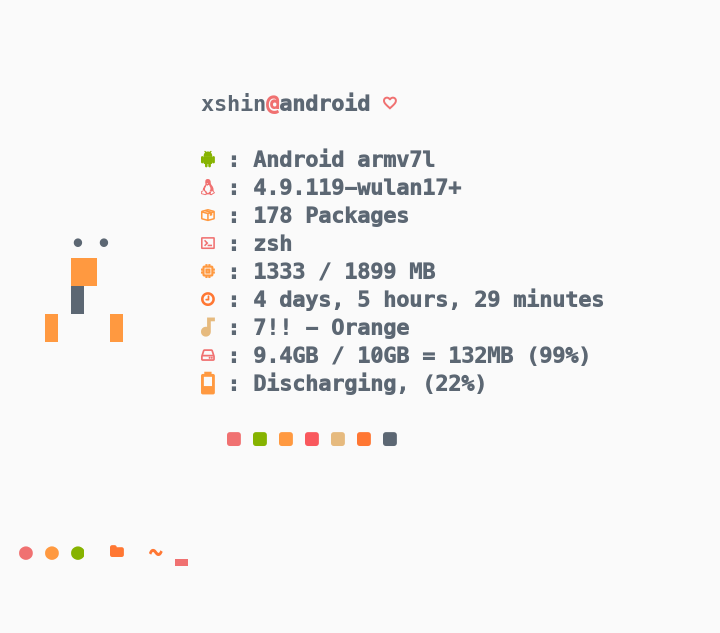 xshin@android ♡
: Android armv7l
: 4.9.119-wulan17+
: 178 Packages
: zsh
: 1333 / 1899 MB
: 4 days, 5 hours, 29 minutes
: 7!! - Orange
: 9.4GB / 10GB = 132MB (99%)
: Discharging, (22%)
~ _